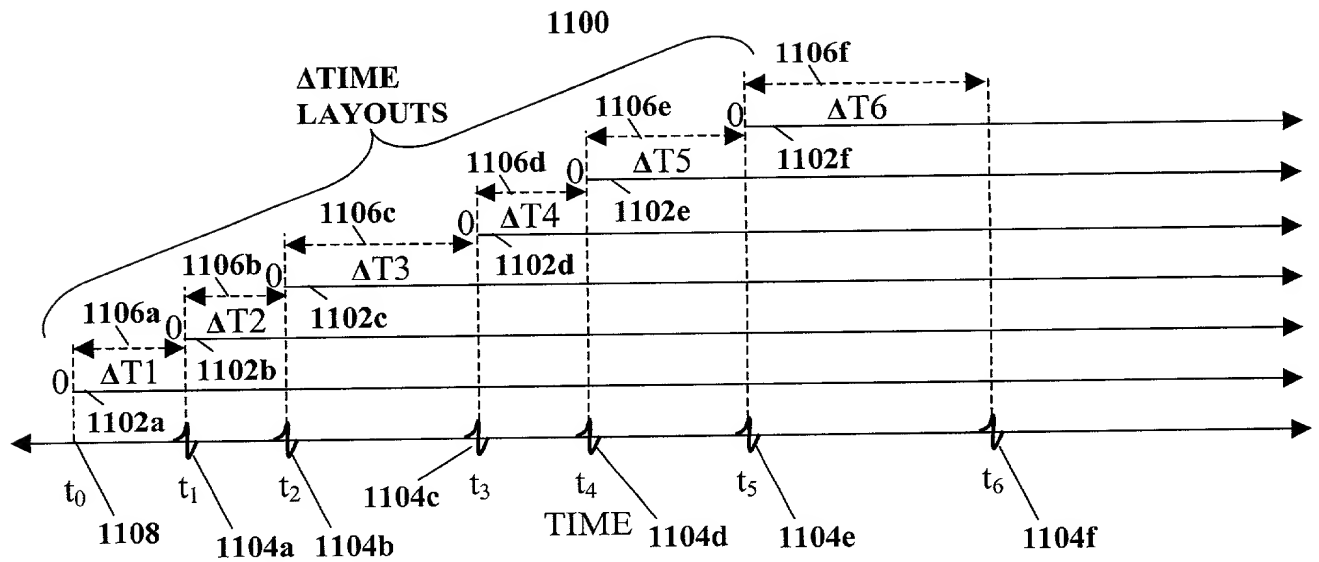 1100
ΔTIME
LAYOUTS
1106f
0
ΔT6
1106e
1102f
0
ΔT5
1106d
1102e
0
ΔT4
1106c
1102d
0
ΔT3
1106b
1102c
0
ΔT2
1106a
1102b
0
ΔT1
1102a
t0
t1
t2
1104c
t3
t4
t5
t6
TIME
1108
1104a
1104b
1104d
1104e
1104f